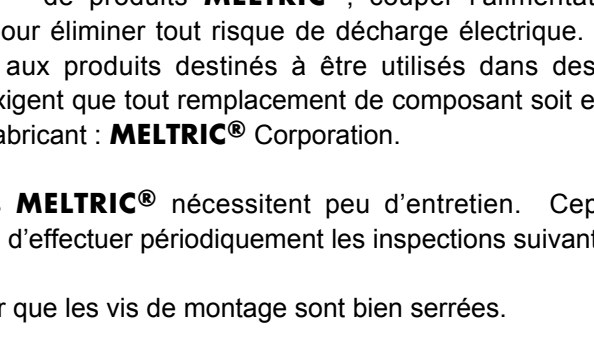 de produits MELTRIC®, couper l'alimentat
our éliminer tout risque de décharge électrique.
aux produits destinés à être utilisés dans des
xigent que tout remplacement de composant soit e
abricant : MELTRIC® Corporation.
s MELTRIC® nécessitent peu d'entretien. Cep
d'effectuer périodiquement les inspections suivant
r que les vis de montage sont bien serrées.